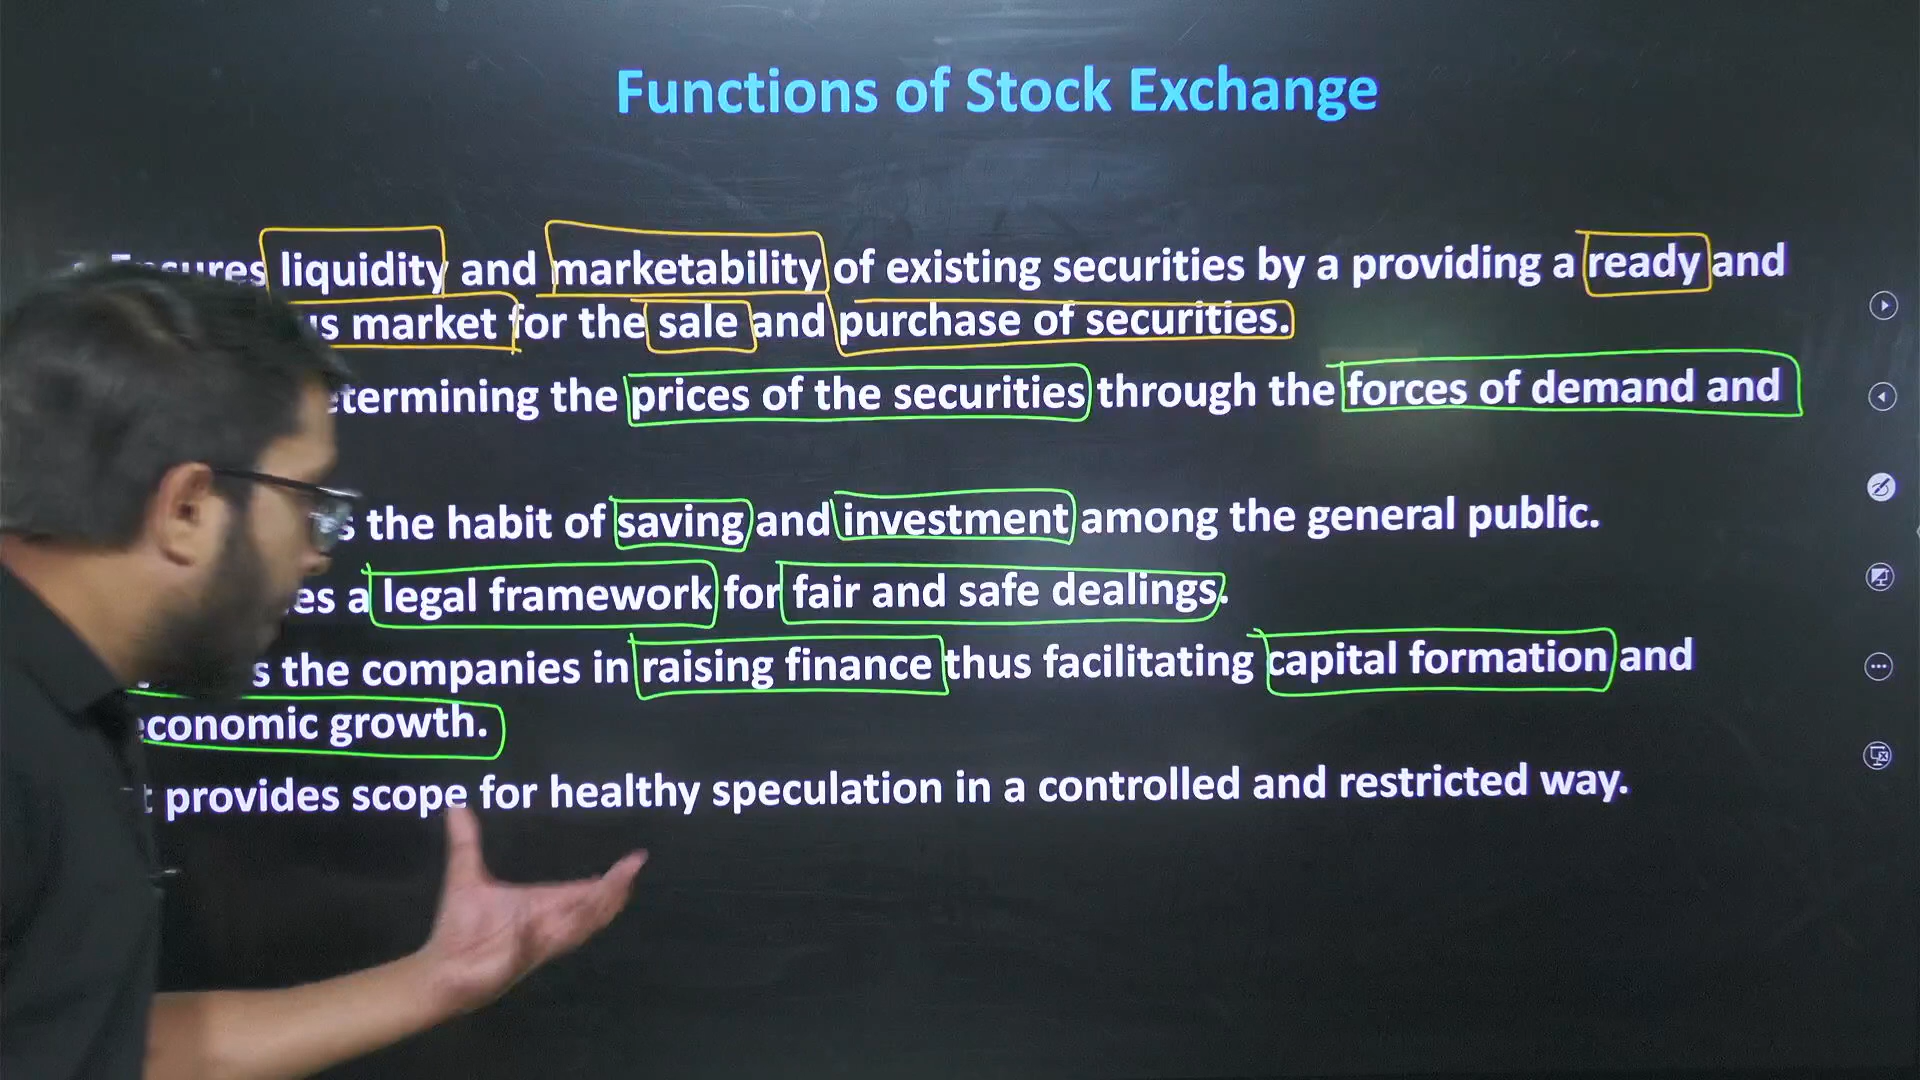 Functions of Stock Exchange
Ensures liquidity and marketability of existing securities by a providing a ready and
market for the sale and purchase of securities.
the prices of the securities through the forces of demand and
the habit of saving and investment among the general public.
a legal framework for fair and safe dealings.
the companies in raising finance thus facilitating capital formation and
economic growth.
provides scope for healthy speculation in a controlled and restricted way.